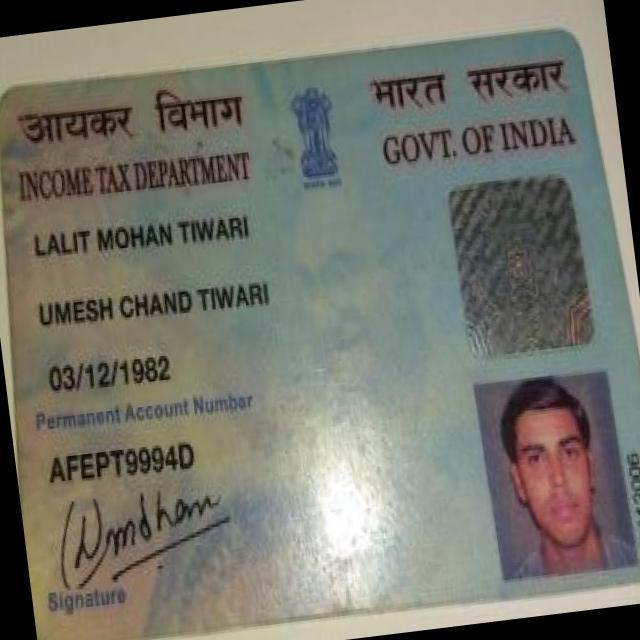 आयकर विभाग
INCOME TAX DEPARTMENT
भारत सरकार
GOVT. OF INDIA
LALIT MOHAN TIWARI
UMESH CHAND TIWARI
03/12/1982
Permanent Account Number
AFEPT9994D
Signature